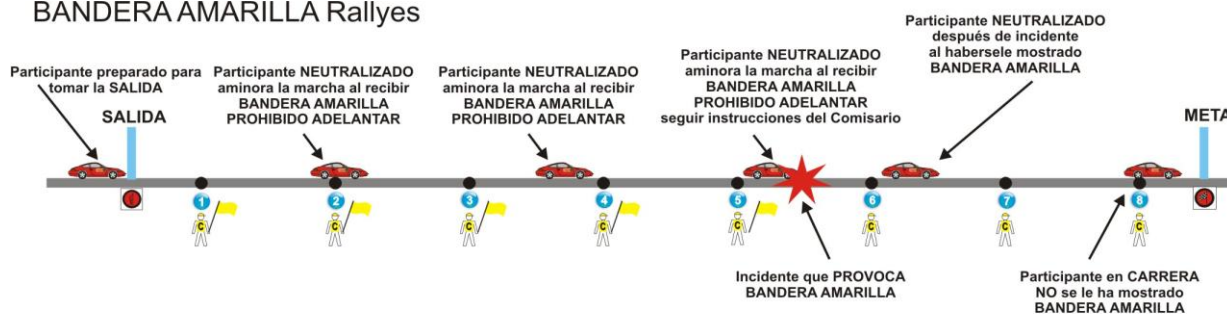 BANDERA AMARILLA Rallyes
Participante preparado para
tomar la SALIDA
SALIDA
Participante NEUTRALIZADO
aminora la marcha al recibir
BANDERA AMARILLA
PROHIBIDO ADELANTAR
Participante NEUTRALIZADO
aminora la marcha al recibir
BANDERA AMARILLA
PROHIBIDO ADELANTAR
Participante NEUTRALIZADO
aminora la marcha al recibir
BANDERA AMARILLA
PROHIBIDO ADELANTAR
seguir instrucciones del Comisario
Participante NEUTRALIZADO
después de incidente
al habersele mostrado
BANDERA AMARILLA
META
1
2
3
4
5
6
7
8
C
C
C
C
C
C
C
C
Incidente que PROVOCA
BANDERA AMARILLA
Participante en CARRERA
NO se le ha mostrado
BANDERA AMARILLA